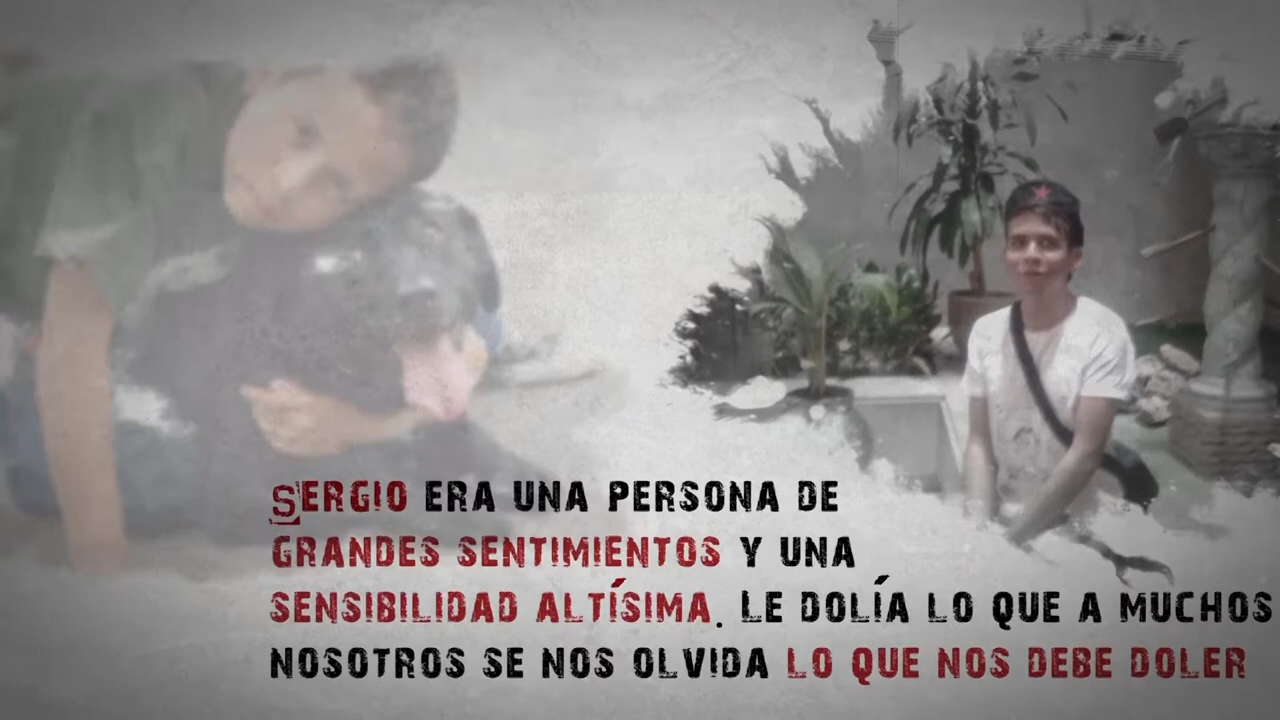 SERGIO ERA UNA PERSONA DE
GRANDES SENTIMIENTOS Y UNA
SENSIBILIDAD ALTÍSIMA. LE DOLÍA LO QUE A MUCHOS
NOSOTROS SE NOS OLVIDA LO QUE NOS DEBE DOLER